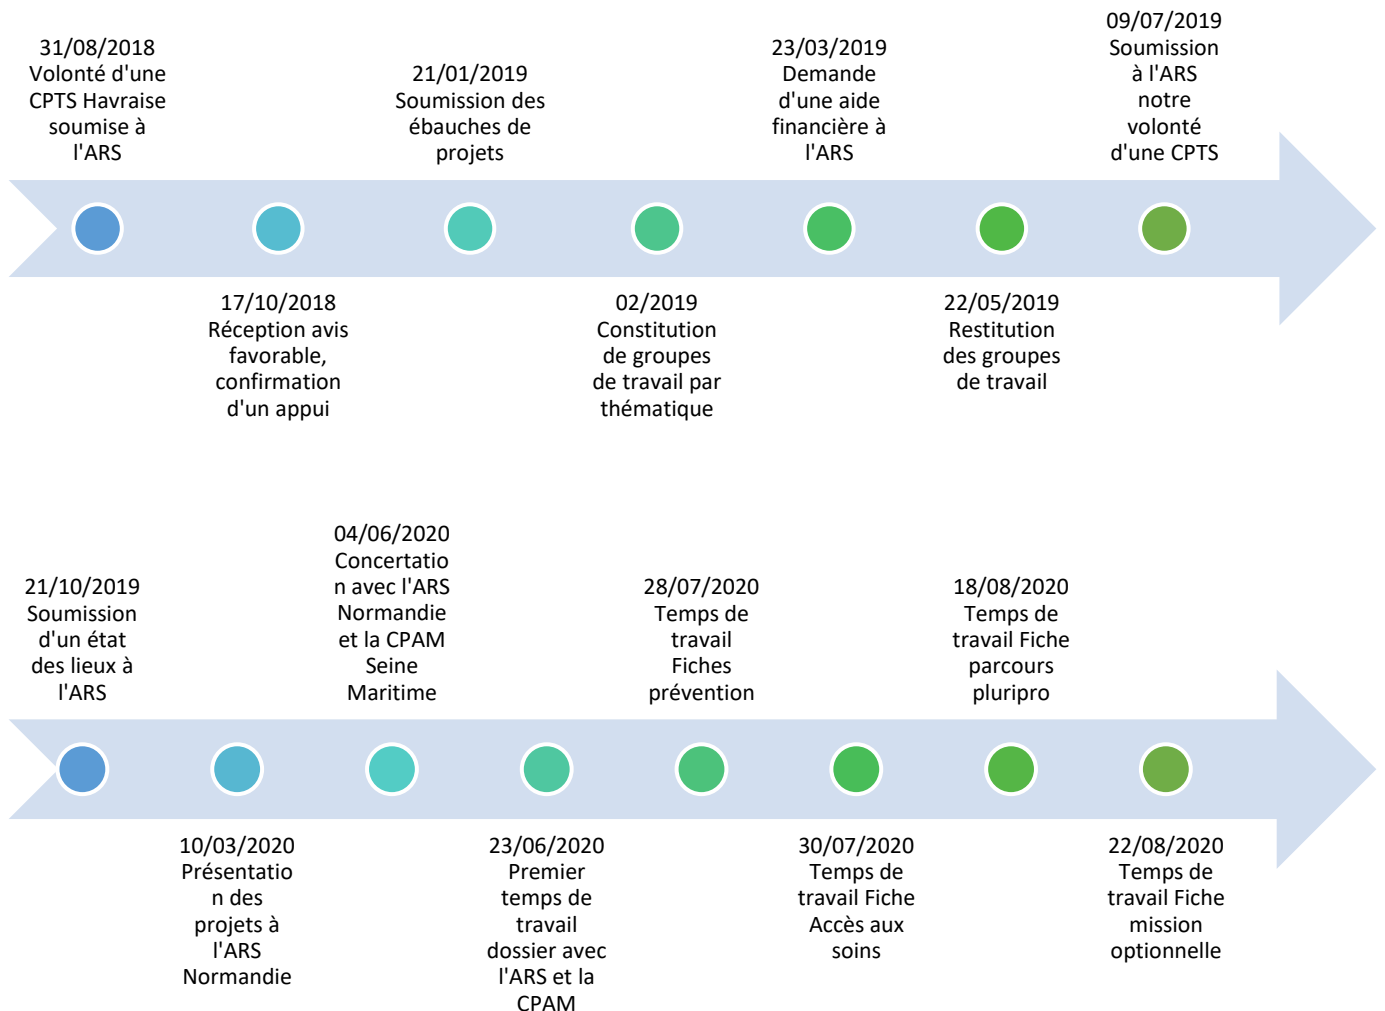 31/08/2018
Volonté d'une
CPTS Havraise
soumise à
l'ARS
17/10/2018
Réception avis
favorable,
confirmation
d'un appui
21/01/2019
Soumission des
ébauches de
projets
02/2019
Constitution
de groupes
de travail par
thématique
23/03/2019
Demande
d'une aide
financière à
l'ARS
22/05/2019
Restitution
des groupes
de travail
09/07/2019
Soumission
à l'ARS
notre
volonté
d'une CPTS
21/10/2019
Soumission
d'un état
des lieux à
l'ARS
10/03/2020
Présentatio
n des
projets à
l'ARS
Normandie
04/06/2020
Concertatio
n avec l'ARS
Normandie
et la CPAM
Seine
Maritime
23/06/2020
Premier
temps de
travail
dossier avec
l'ARS et la
CPAM
28/07/2020
Temps de
travail
Fiches
prévention
30/07/2020
Temps de
travail Fiche
Accès aux
soins
18/08/2020
Temps de
travail Fiche
parcours
pluripro
22/08/2020
Temps de
travail Fiche
mission
optionnelle